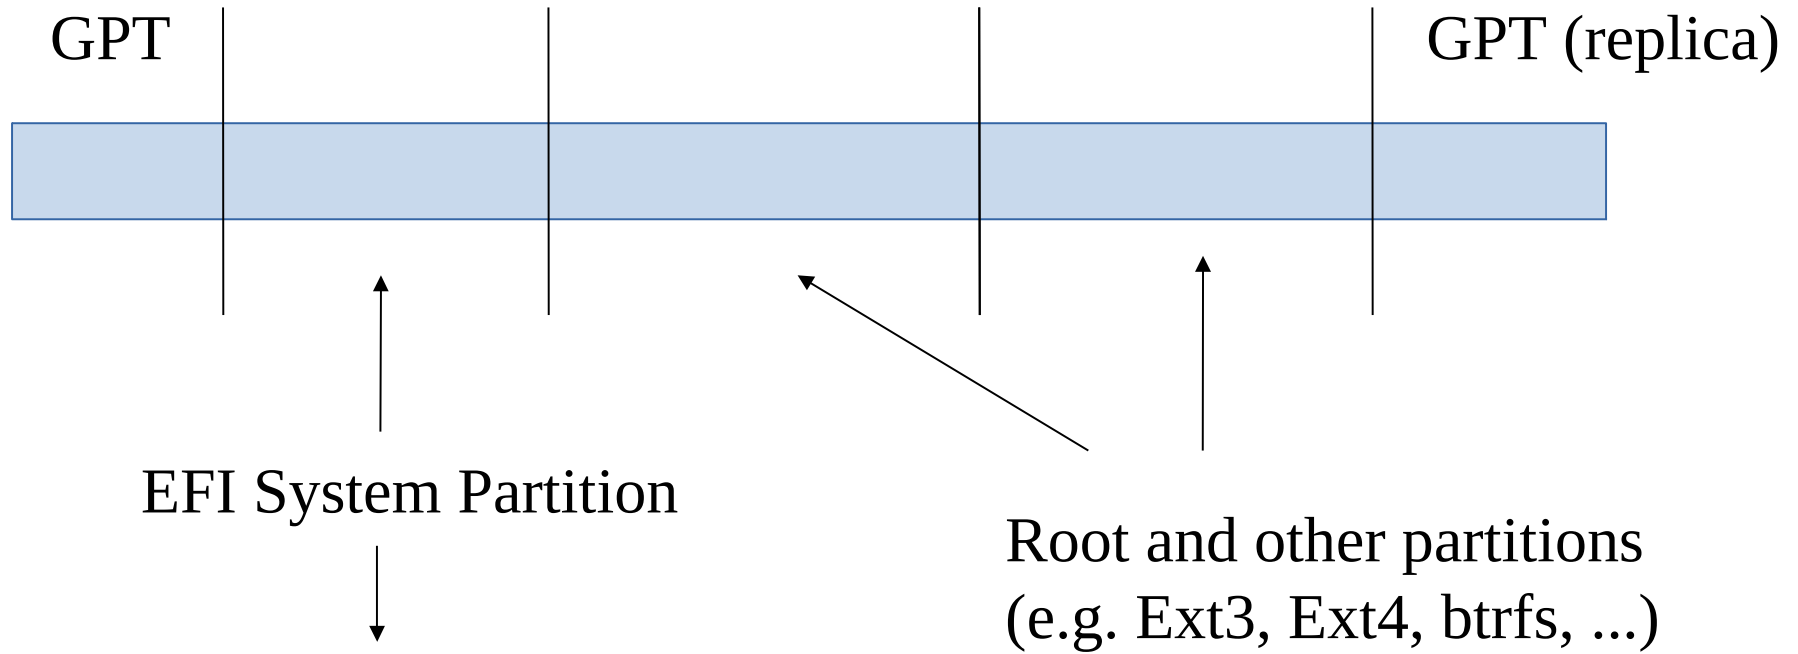 GPT
GPT (replica)
EFI System Partition
Root and other partitions
(e.g. Ext3, Ext4, btrfs, ...)